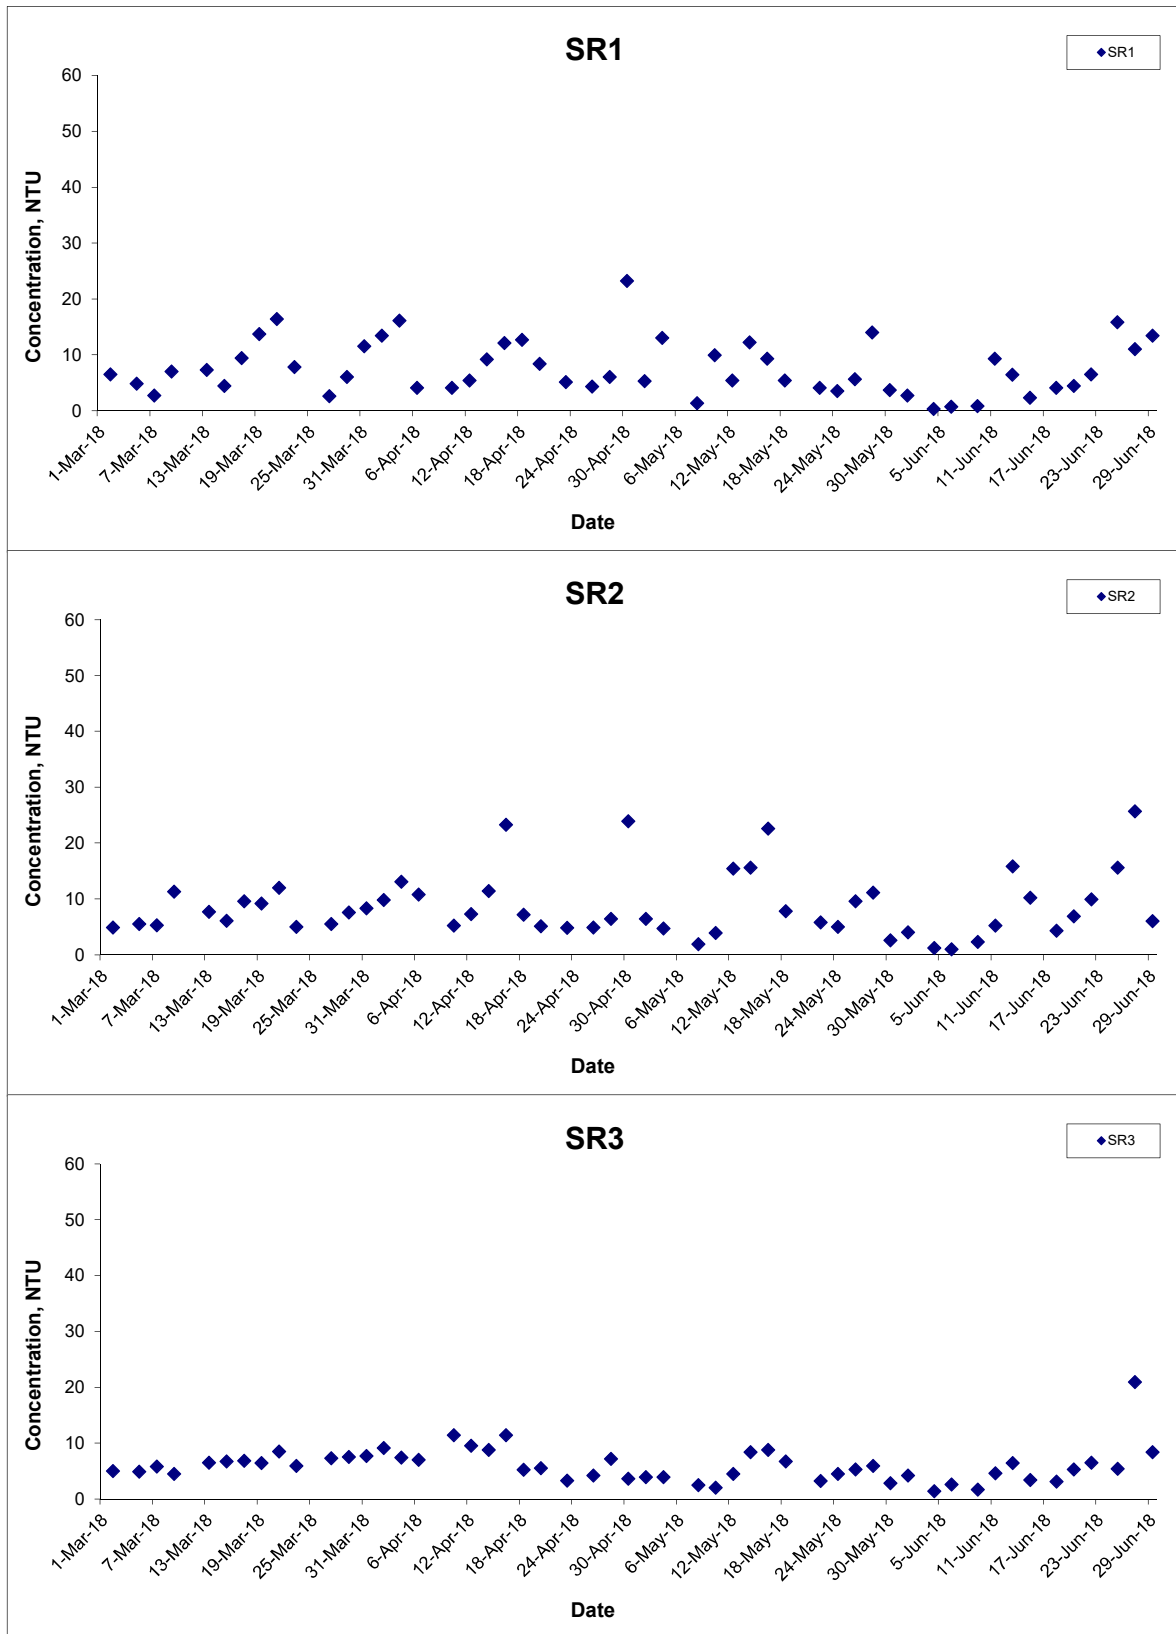 SR1
SR1
60
50
40
30
20
10
0
Concentration, NTU
1-Mar-18
7-Mar-18
13-Mar-18
19-Mar-18
25-Mar-18
31-Mar-18
6-Apr-18
12-Apr-18
18-Apr-18
24-Apr-18
30-Apr-18
6-May-18
12-May-18
18-May-18
24-May-18
30-May-18
5-Jun-18
11-Jun-18
17-Jun-18
23-Jun-18
29-Jun-18
Date
SR2
SR2
60
50
40
30
20
10
0
Concentration, NTU
1-Mar-18
7-Mar-18
13-Mar-18
19-Mar-18
25-Mar-18
31-Mar-18
6-Apr-18
12-Apr-18
18-Apr-18
24-Apr-18
30-Apr-18
6-May-18
12-May-18
18-May-18
24-May-18
30-May-18
5-Jun-18
11-Jun-18
17-Jun-18
23-Jun-18
29-Jun-18
Date
SR3
SR3
60
50
40
30
20
10
0
Concentration, NTU
1-Mar-18
7-Mar-18
13-Mar-18
19-Mar-18
25-Mar-18
31-Mar-18
6-Apr-18
12-Apr-18
18-Apr-18
24-Apr-18
30-Apr-18
6-May-18
12-May-18
18-May-18
24-May-18
30-May-18
5-Jun-18
11-Jun-18
17-Jun-18
23-Jun-18
29-Jun-18
Date